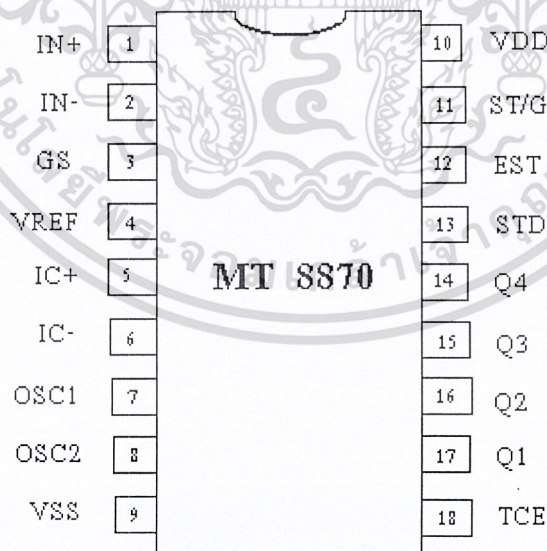 IN+ 1 10 VDD
IN- 2 11 ST/G
GS 3 12 EST
VREF 4 13 STD
IC+ 5 MT 8870 14 Q4
IC- 6 15 Q3
OSC1 7 16 Q2
OSC2 8 17 Q1
VSS 9 18 TCE